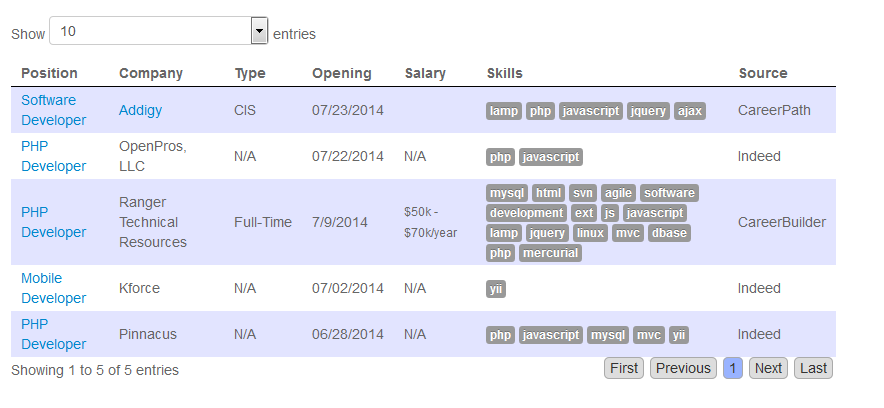 Show 10 entries
Position Company Type Opening Salary Skills Source
Software Developer Addigy CIS 07/23/2014 lamp php javascript jquery ajax CareerPath
PHP Developer OpenPros, LLC N/A 07/22/2014 N/A php javascript Indeed
PHP Developer Ranger Technical Resources Full-Time 7/9/2014 $50k - $70k/year mysql html svn agile software development ext js javascript lamp jquery linux mvc dbase php mercurial CareerBuilder
Mobile Developer Kforce N/A 07/02/2014 N/A yii Indeed
PHP Developer Pinnacus N/A 06/28/2014 N/A php javascript mysql mvc yii Indeed
Showing 1 to 5 of 5 entries First Previous 1 Next Last